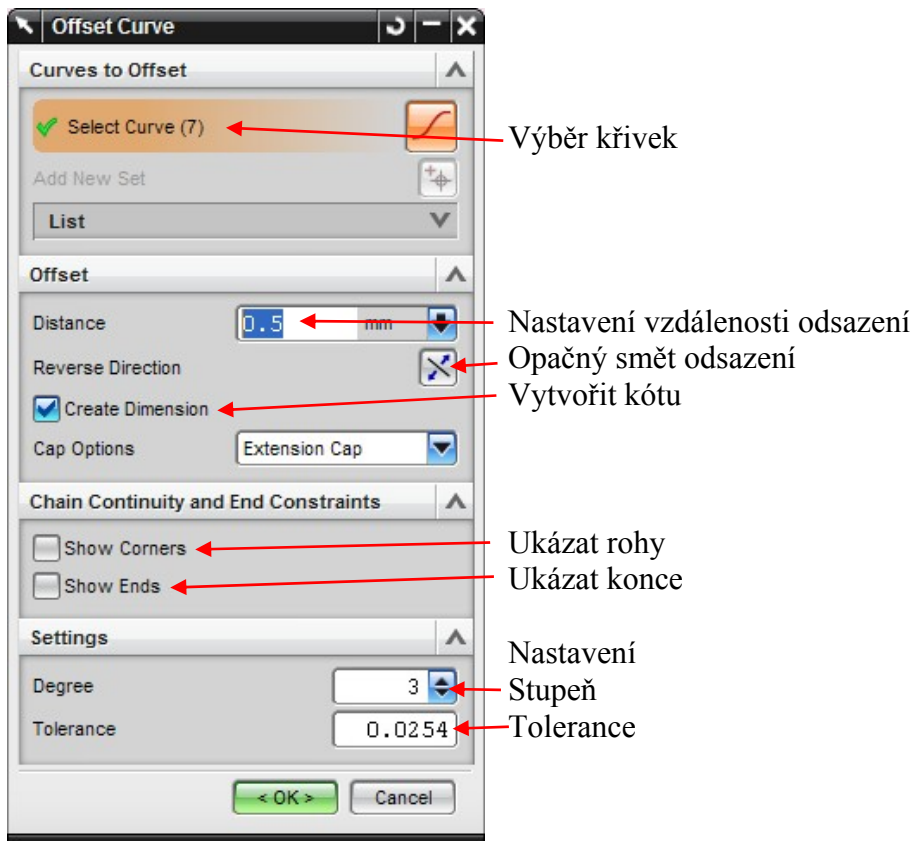 Offset Curve
Curves to Offset
Select Curve (7)
Výběr křivek
Add New Set
List
Offset
Distance 0.5 mm
Nastavení vzdálenosti odsazení
Reverse Direction
Opačný smět odsazení
Create Dimension
Vytvořit kótu
Cap Options Extension Cap
Chain Continuity and End Constraints
Show Corners
Ukázat rohy
Show Ends
Ukázat konce
Settings
Nastavení
Degree 3
Stupeň
Tolerance 0.0254
Tolerance
< OK > Cancel